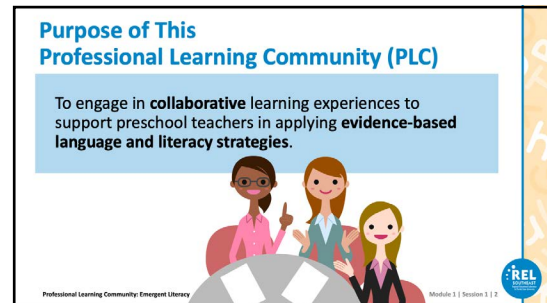 Purpose of This
Professional Learning Community (PLC)
To engage in collaborative learning experiences to
support preschool teachers in applying evidence-based
language and literacy strategies.
Professional Learning Community: Emergent Literacy
Module 1 | Session 1 | 2
REL
SOUTHEAST